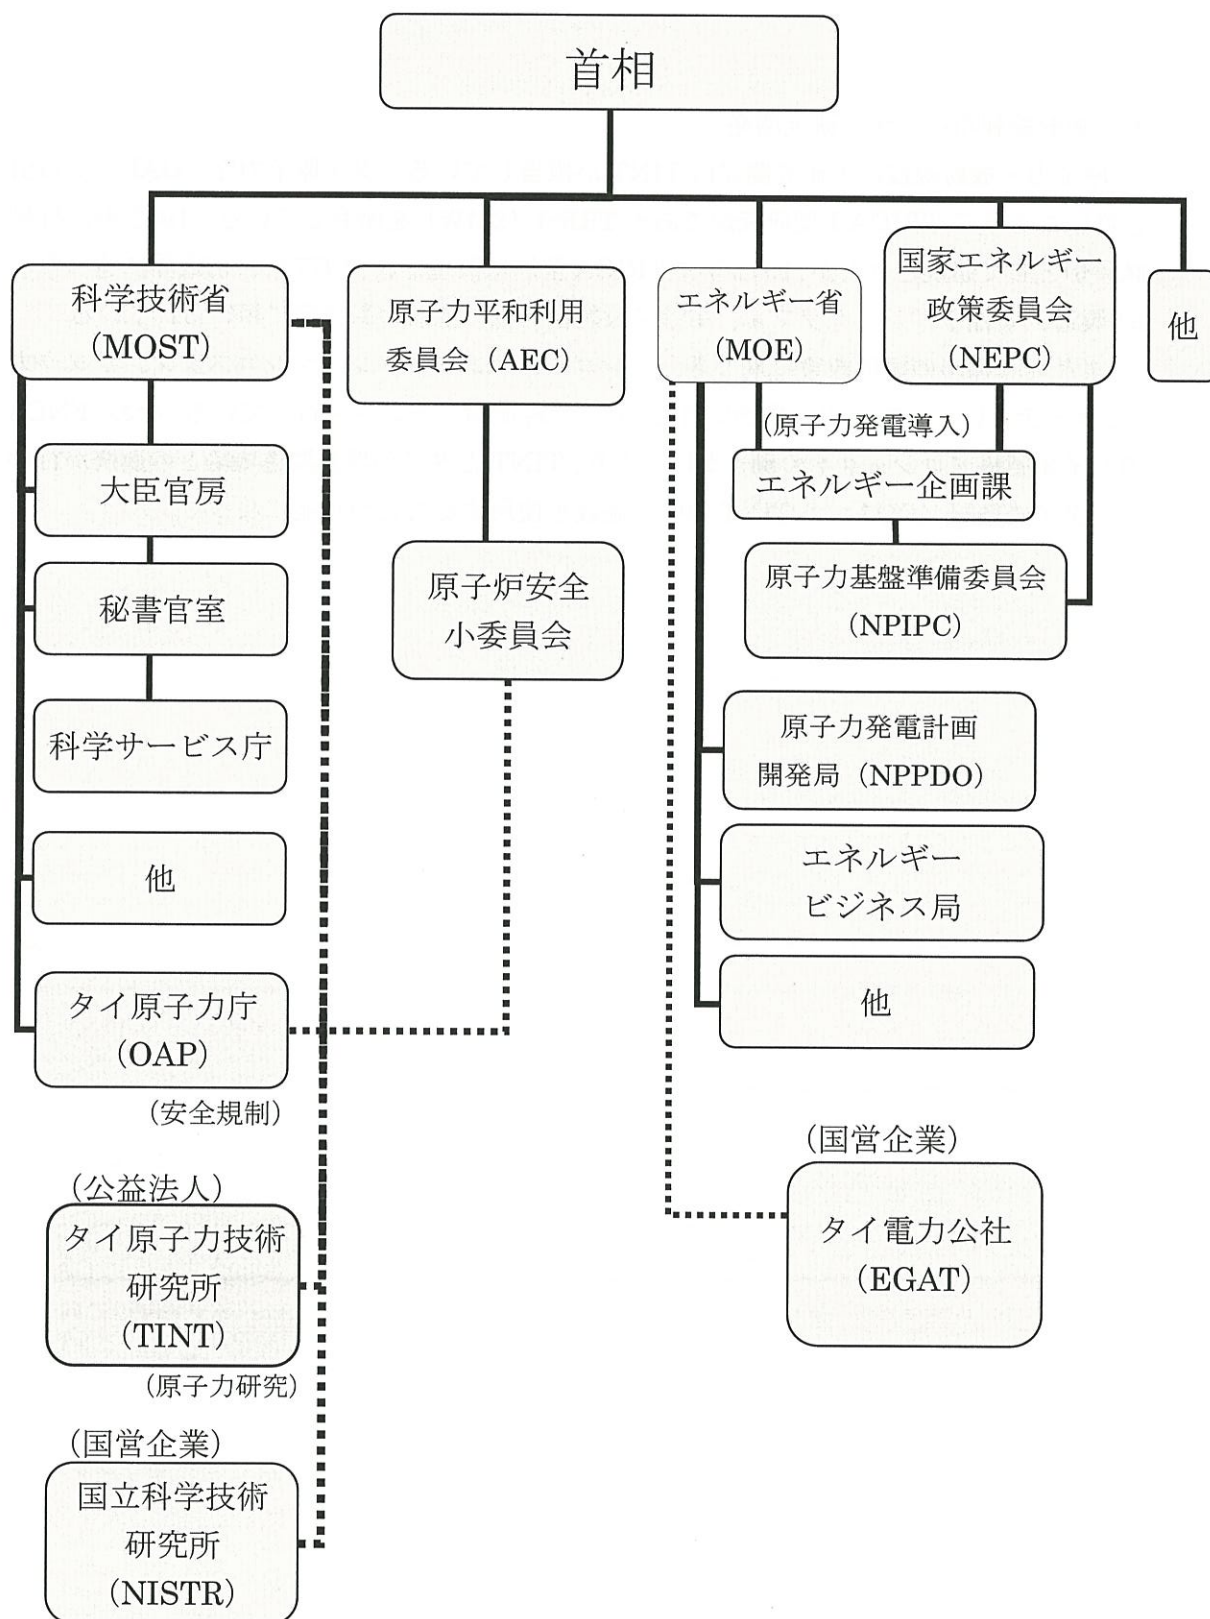 首相
科学技術省
(MOST)
原子力平和利用
委員会(AEC)
エネルギー省
(MOE)
国家エネルギー
政策委員会
(NEPC)
他
(原子力発電導入)
大臣官房
エネルギー企画課
秘書官室
原子炉安全
小委員会
原子力基盤準備委員会
(NPIPC)
科学サービス庁
原子力発電計画
開発局(NPPDO)
他
エネルギー
ビジネス局
タイ原子力庁
(OAP)
(安全規制)
他
(公益法人)
タイ原子力技術
研究所
(TINT)
(原子力研究)
(国営企業)
タイ電力公社
(EGAT)
(国営企業)
国立科学技術
研究所
(NISTR)